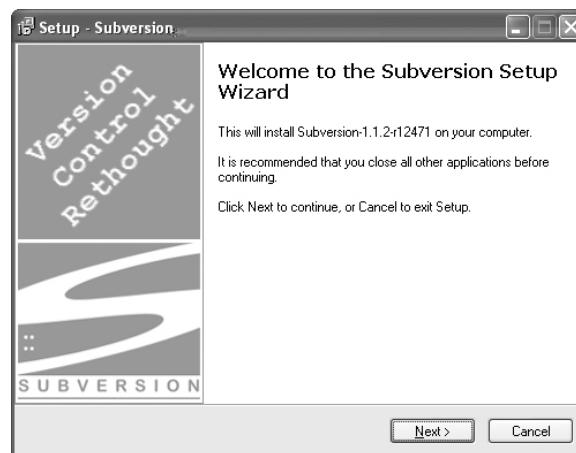 Setup - Subversion
Version
Control
Rethought
SUBVERSION
Welcome to the Subversion Setup
Wizard
This will install Subversion-1.1.2-r12471 on your computer.
It is recommended that you close all other applications before
continuing.
Click Next to continue, or Cancel to exit Setup.
Next >
Cancel